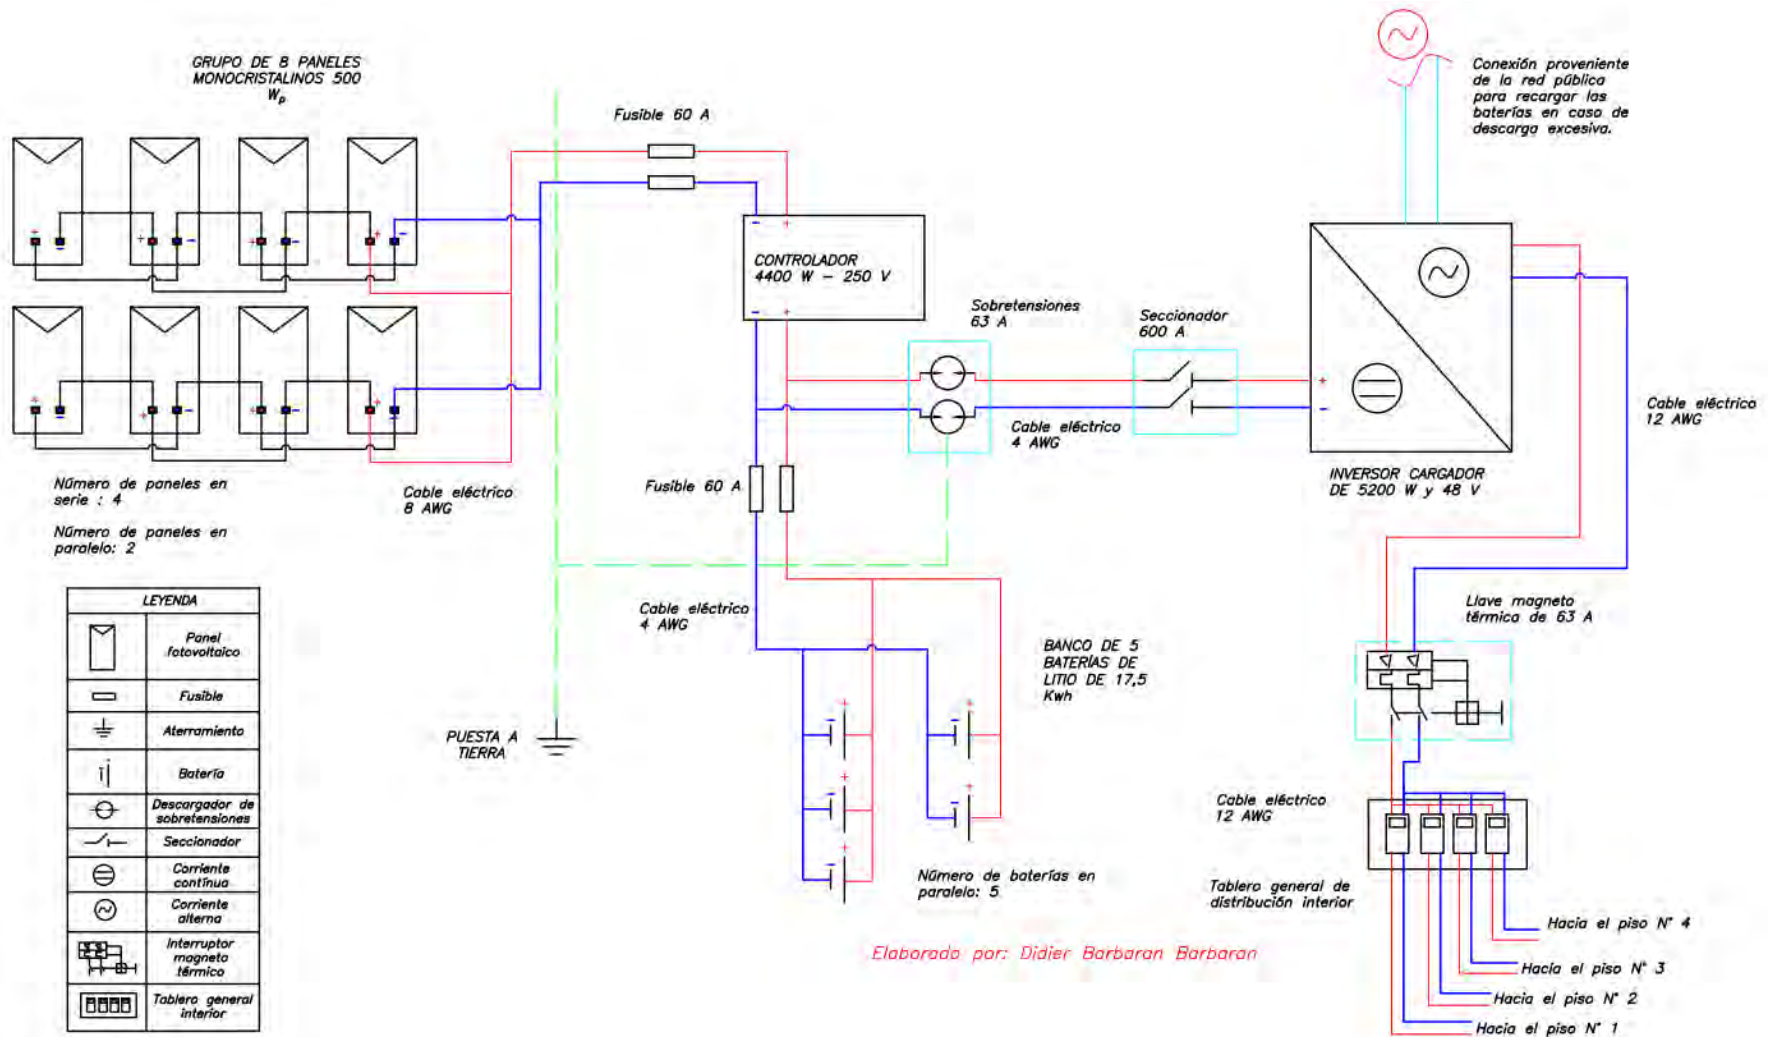 GRUPO DE 8 PANELES
MONOCRISTALINOS 500
Wp
Fusible 60 A
Conexión proveniente
de la red pública
para recargar las
baterías en caso de
descarga excesiva.
CONTROLADOR
4400 W – 250 V
Sobretensiones
63 A
Seccionador
600 A
Cable eléctrico
4 AWG
Cable eléctrico
12 AWG
INVERSOR CARGADOR
DE 5200 W y 48 V
Número de paneles en
serie : 4
Número de paneles en
paralelo: 2
Cable eléctrico
8 AWG
Fusible 60 A
Cable eléctrico
4 AWG
PUESTA A
TIERRA
BANCO DE 5
BATERÍAS DE
LITIO DE 17,5
Kwh
Número de baterías en
paralelo: 5
Llave magneto
térmica de 63 A
Cable eléctrico
12 AWG
Tablero general de
distribución interior
Hacia el piso N° 4
Hacia el piso N° 3
Hacia el piso N° 2
Hacia el piso N° 1
Elaborado por: Didier Barbaran Barbaran
LEYENDA
Panel
fotovoltaico
Fusible
Aterramiento
Batería
Descargador de
sobretensiones
Seccionador
Corriente
contínua
Corriente
alterna
Interruptor
magneto
térmico
Tablero general
interior